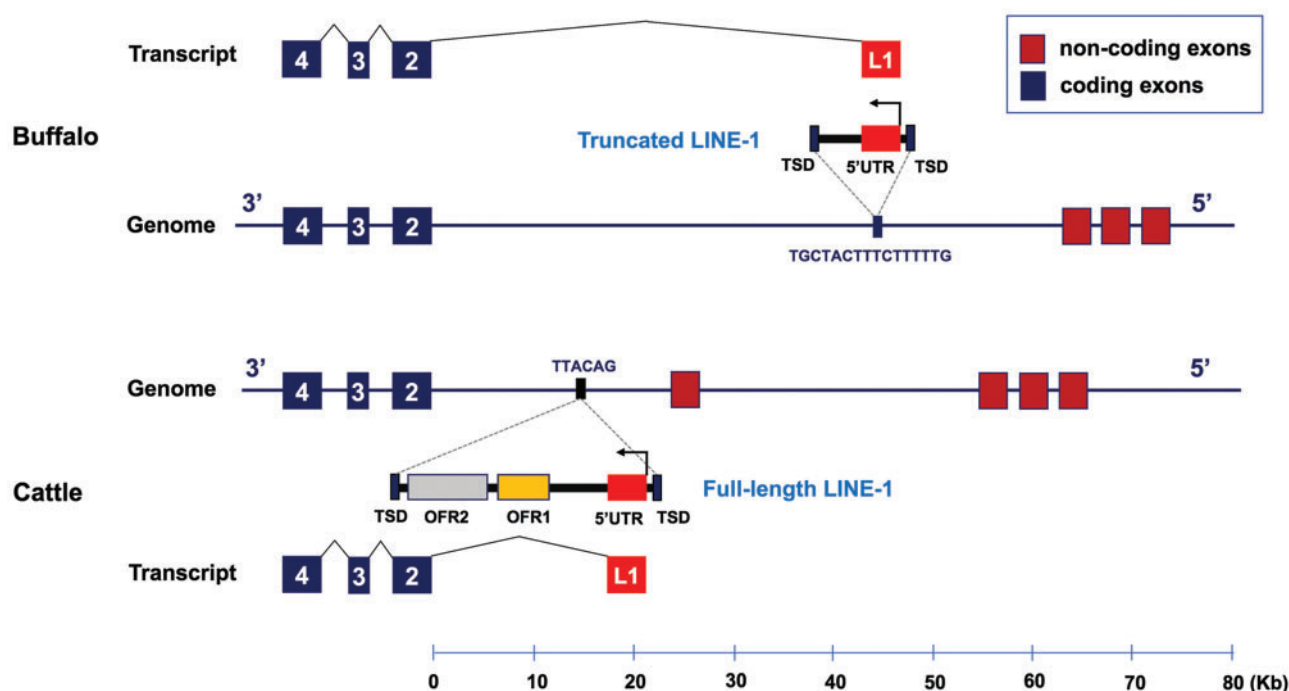 Transcript 4 3 2 L1
non-coding exons
coding exons
Buffalo
Truncated LINE-1
TSD 5'UTR TSD
3' 5'
Genome 4 3 2
TGCTACTTTCTTTTTG
TTACAG
3' 5'
Genome 4 3 2
Cattle
Full-length LINE-1
TSD OFR2 OFR1 5'UTR TSD
Transcript 4 3 2 L1
0 10 20 30 40 50 60 70 80 (Kb)